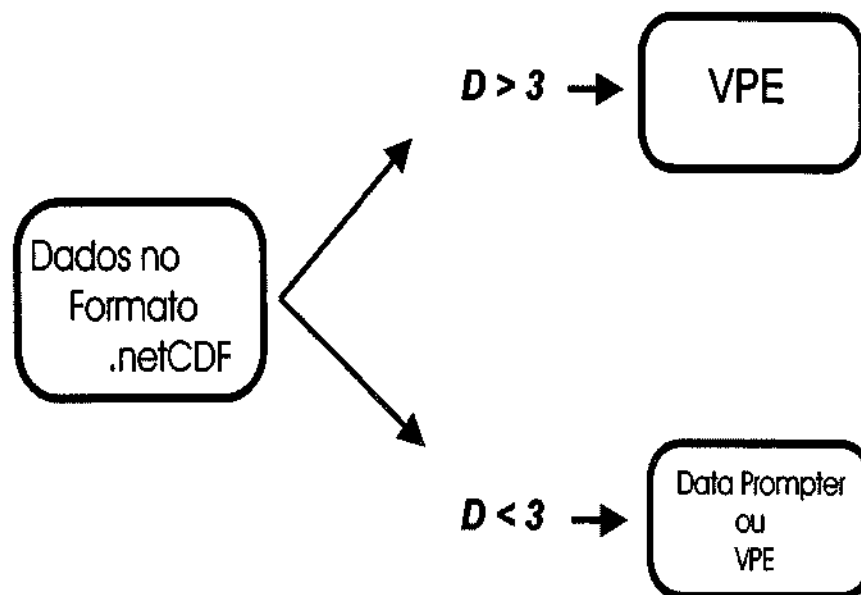 D > 3
VPE
Dados no
Formato
.netCDF
D < 3
Data Prompter
ou
VPE